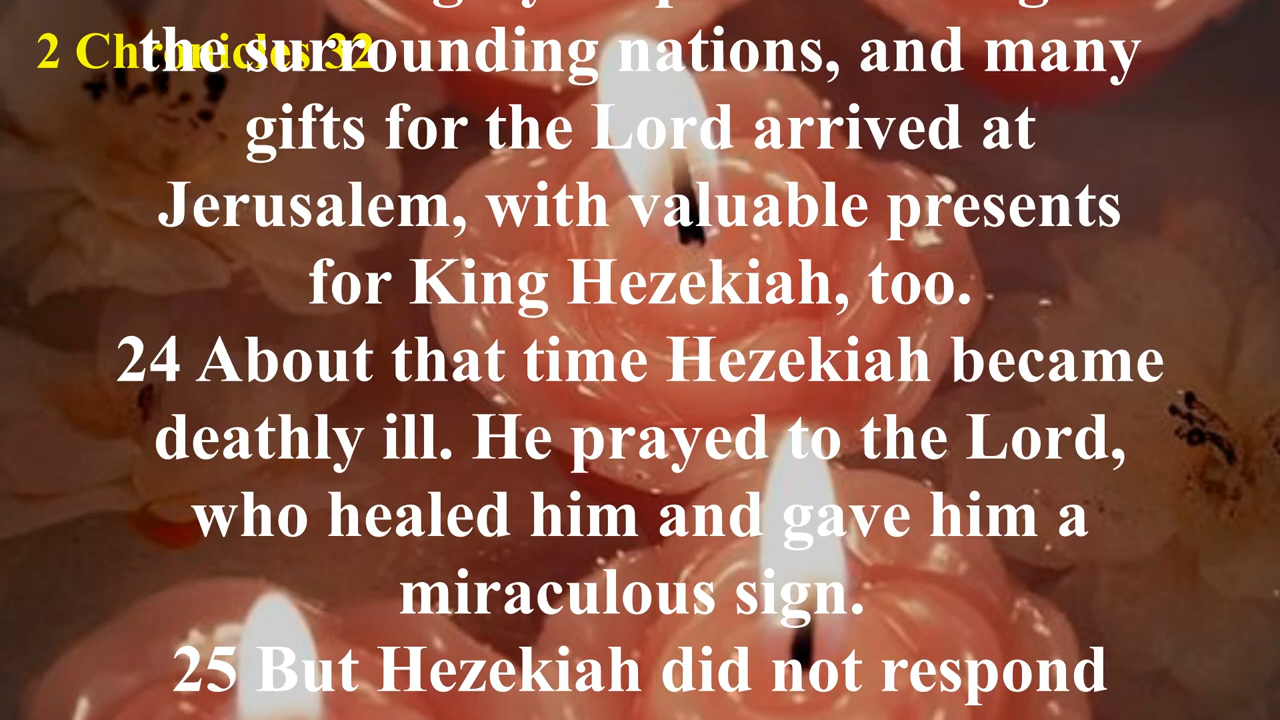 2 Chronicles 32
the surrounding nations, and many
gifts for the Lord arrived at
Jerusalem, with valuable presents
for King Hezekiah, too.
24 About that time Hezekiah became
deathly ill. He prayed to the Lord,
who healed him and gave him a
miraculous sign.
25 But Hezekiah did not respond